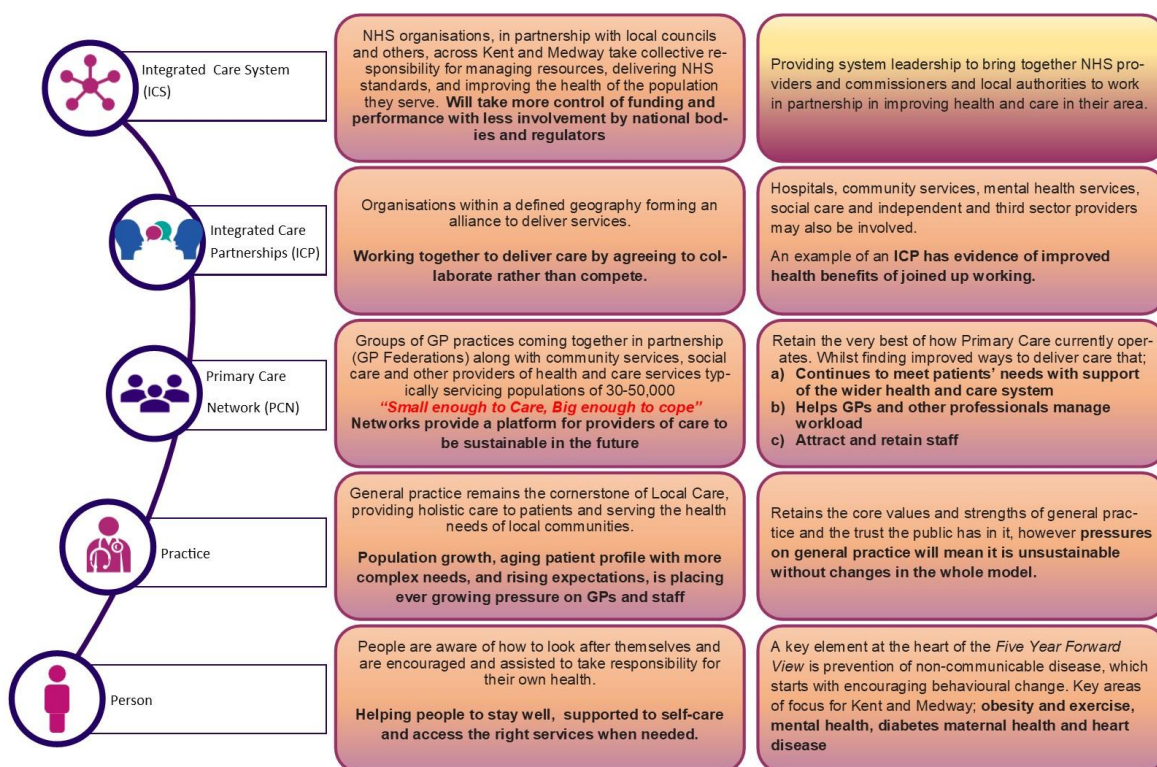 Integrated Care System
(ICS)
NHS organisations, in partnership with local councils
and others, across Kent and Medway take collective re-
sponsibility for managing resources, delivering NHS
standards, and improving the health of the population
they serve. Will take more control of funding and
performance with less involvement by national bod-
ies and regulators
Providing system leadership to bring together NHS pro-
viders and commissioners and local authorities to work
in partnership in improving health and care in their area.
Integrated Care
Partnerships (ICP)
Organisations within a defined geography forming an
alliance to deliver services.
Working together to deliver care by agreeing to col-
laborate rather than compete.
Hospitals, community services, mental health services,
social care and independent and third sector providers
may also be involved.
An example of an ICP has evidence of improved
health benefits of joined up working.
Primary Care
Network (PCN)
Groups of GP practices coming together in partnership
(GP Federations) along with community services, social
care and other providers of health and care services typ-
ically servicing populations of 30-50,000
“Small enough to Care, Big enough to cope”
Networks provide a platform for providers of care to
be sustainable in the future
Retain the very best of how Primary Care currently oper-
ates. Whilst finding improved ways to deliver care that;
a) Continues to meet patients’ needs with support
of the wider health and care system
b) Helps GPs and other professionals manage
workload
c) Attract and retain staff
Practice
General practice remains the cornerstone of Local Care,
providing holistic care to patients and serving the health
needs of local communities.
Population growth, aging patient profile with more
complex needs, and rising expectations, is placing
ever growing pressure on GPs and staff
Retains the core values and strengths of general prac-
tice and the trust the public has in it, however pressures
on general practice will mean it is unsustainable
without changes in the whole model.
Person
People are aware of how to look after themselves and
are encouraged and assisted to take responsibility for
their own health.
Helping people to stay well, supported to self-care
and access the right services when needed.
A key element at the heart of the Five Year Forward
View is prevention of non-communicable disease, which
starts with encouraging behavioural change. Key areas
of focus for Kent and Medway; obesity and exercise,
mental health, diabetes maternal health and heart
disease